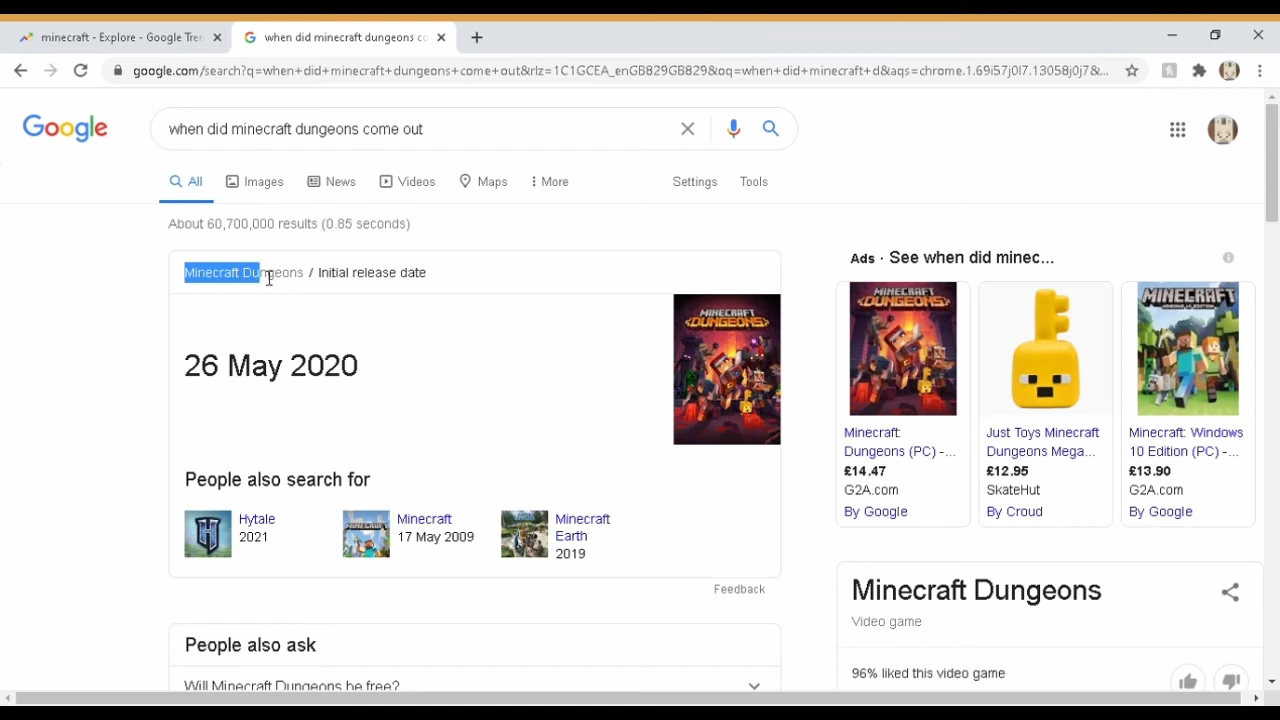 minecraft - Explore - Google Tren
when did minecraft dungeons co
google.com/search?q=when+did+minecraft+dungeons+come+out&rlz=1C1GCEA_enGB829GB829&oq=when+did+minecraft+d&aqs=chrome.1.69i57j0l7.13058j0j7&...
Google
when did minecraft dungeons come out
All
Images
News
Videos
Maps
More
Settings
Tools
About 60,700,000 results (0.85 seconds)
Minecraft Dungeons / Initial release date
26 May 2020
MINECRAFT
DUNGEONS
People also search for
Hytale
2021
Minecraft
17 May 2009
Minecraft
Earth
2019
Feedback
People also ask
Will Minecraft Dungeons be free?
Ads · See when did minec...
MINECRAFT
DUNGEONS
Minecraft:
Dungeons (PC) -...
£14.47
G2A.com
By Google
Just Toys Minecraft
Dungeons Mega...
£12.95
SkateHut
By Croud
MINECRAFT
Minecraft: Windows
10 Edition (PC) -...
£13.90
G2A.com
By Google
Minecraft Dungeons
Video game
96% liked this video game